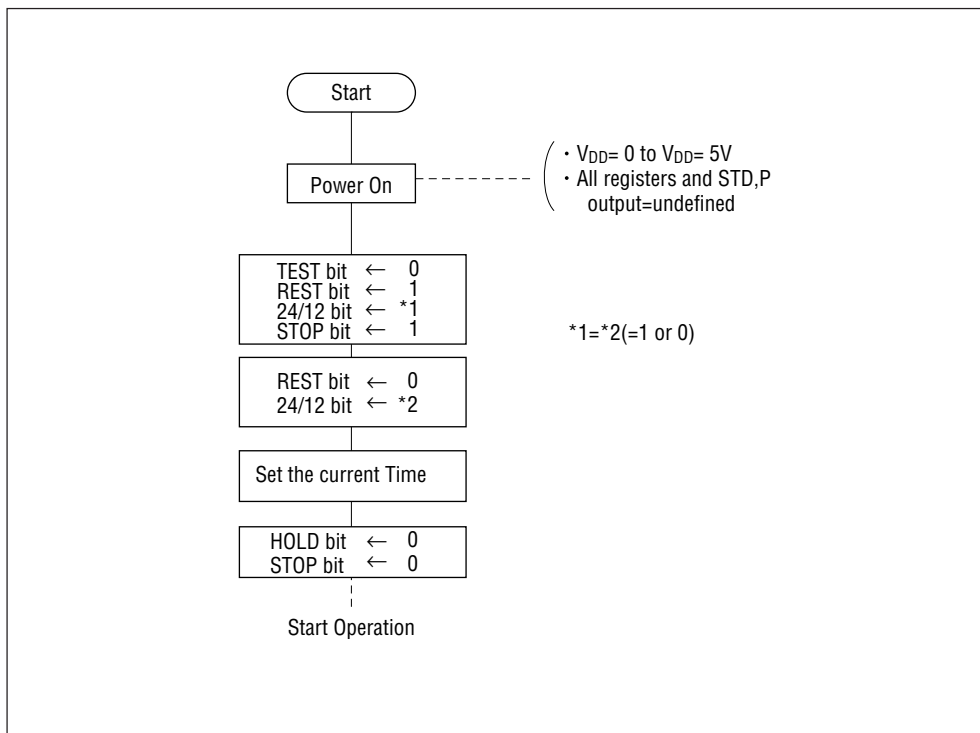 Start
Power On
・VDD= 0 to VDD= 5V
・All registers and STD,P
output=undefined
TEST bit ← 0
REST bit ← 1
24/12 bit ← *1
STOP bit ← 1
*1=*2(=1 or 0)
REST bit ← 0
24/12 bit ← *2
Set the current Time
HOLD bit ← 0
STOP bit ← 0
Start Operation